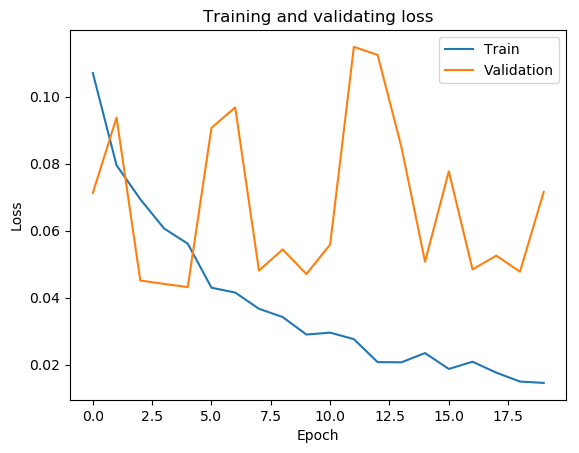 Training and validating loss
Train
Validation
0.10
0.08
0.06
0.04
0.02
Loss
0.0 2.5 5.0 7.5 10.0 12.5 15.0 17.5
Epoch